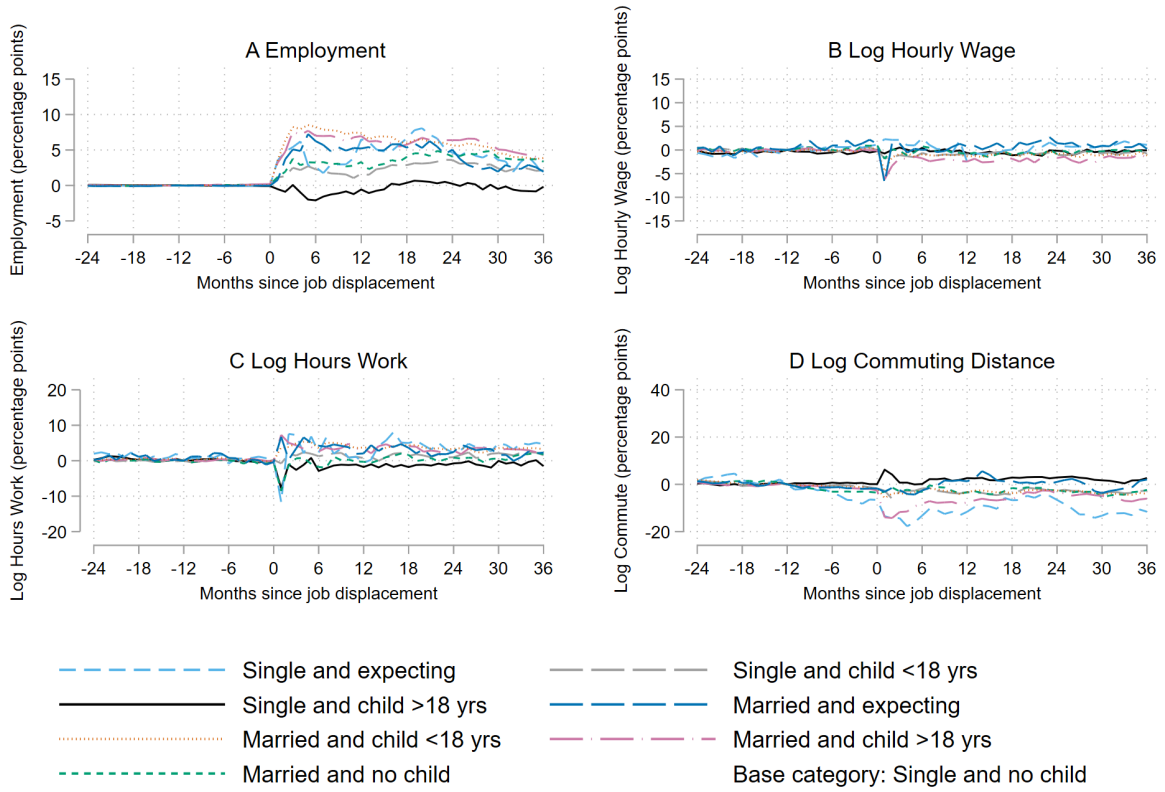 A Employment
Employment (percentage points)
15
10
5
0
-5
-24 -18 -12 -6 0 6 12 18 24 30 36
Months since job displacement
B Log Hourly Wage
Log Hourly Wage (percentage points)
15
10
5
0
-5
-10
-15
-24 -18 -12 -6 0 6 12 18 24 30 36
Months since job displacement
C Log Hours Work
Log Hours Work (percentage points)
20
10
0
-10
-20
-24 -18 -12 -6 0 6 12 18 24 30 36
Months since job displacement
D Log Commuting Distance
Log Commute (percentage points)
40
20
0
-20
-24 -18 -12 -6 0 6 12 18 24 30 36
Months since job displacement
Single and expecting
Single and child <18 yrs
Single and child >18 yrs
Married and expecting
Married and child <18 yrs
Married and child >18 yrs
Married and no child
Base category: Single and no child